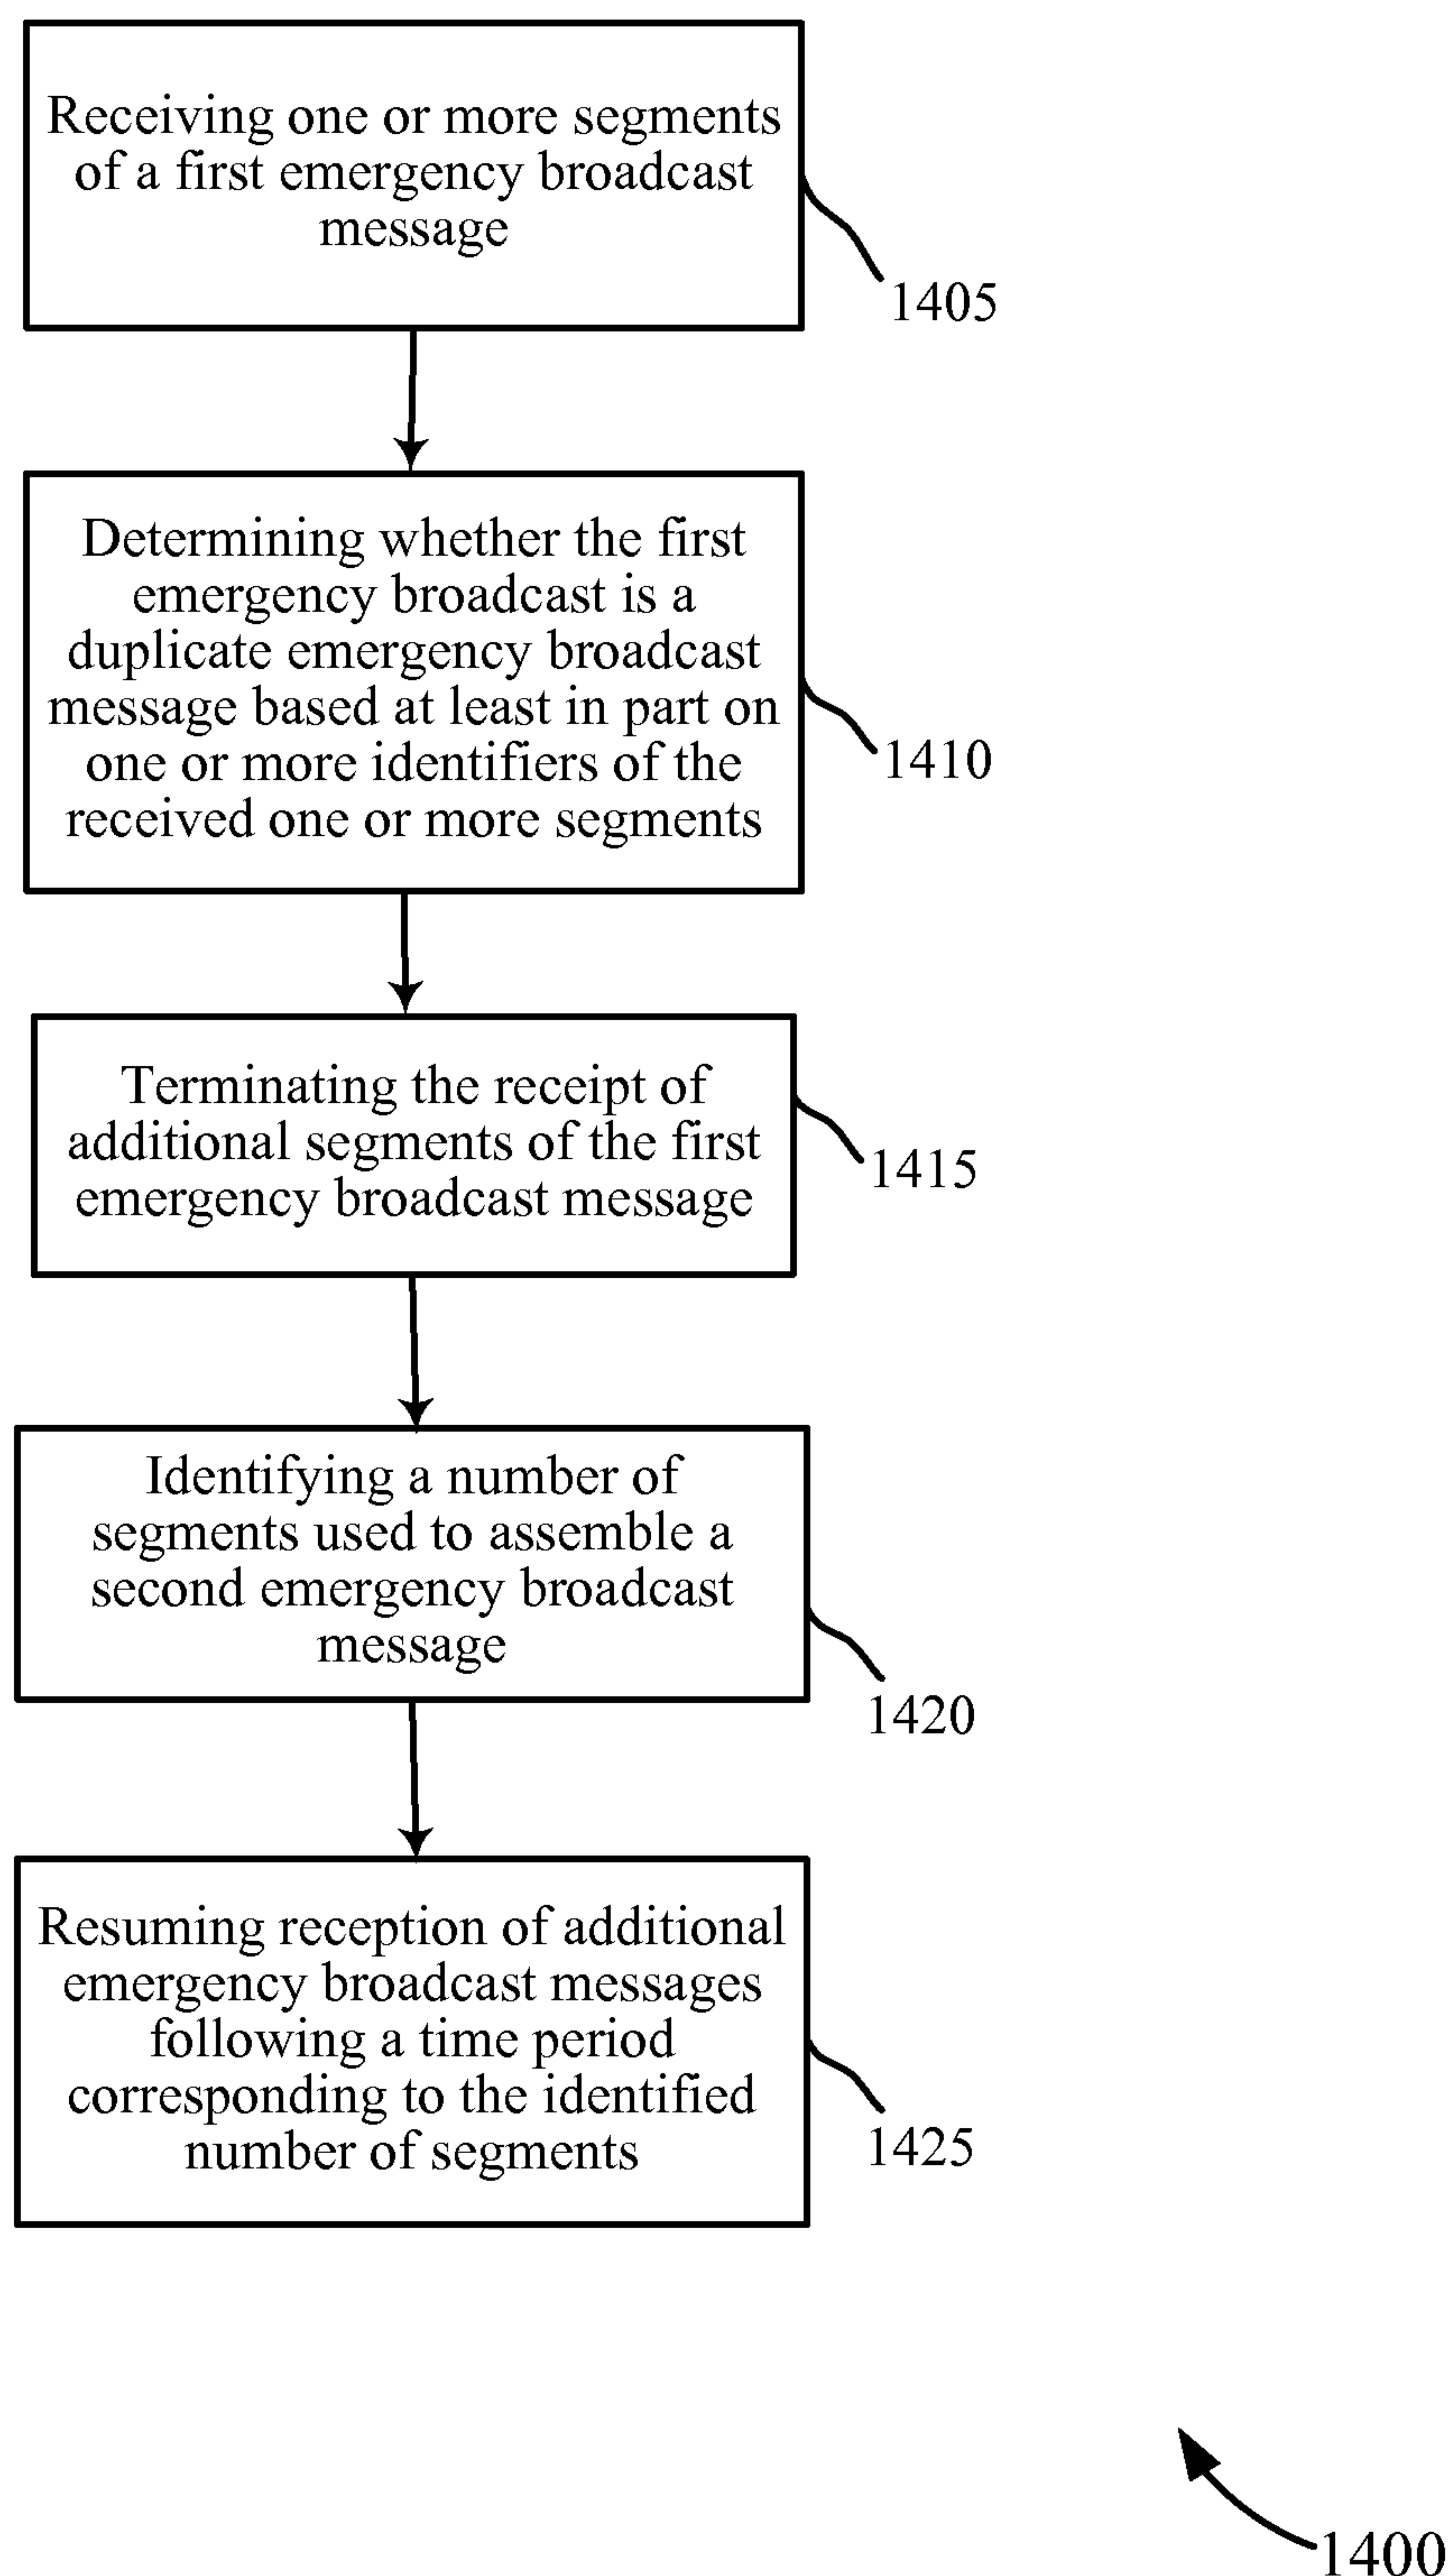 Receiving one or more segments
of a first emergency broadcast
message
1405
Determining whether the first
emergency broadcast is a
duplicate emergency broadcast
message based at least in part on
one or more identifiers of the
received one or more segments
1410
Terminating the receipt of
additional segments of the first
emergency broadcast message
1415
Identifying a number of
segments used to assemble a
second emergency broadcast
message
1420
Resuming reception of additional
emergency broadcast messages
following a time period
corresponding to the identified
number of segments
1425
1400